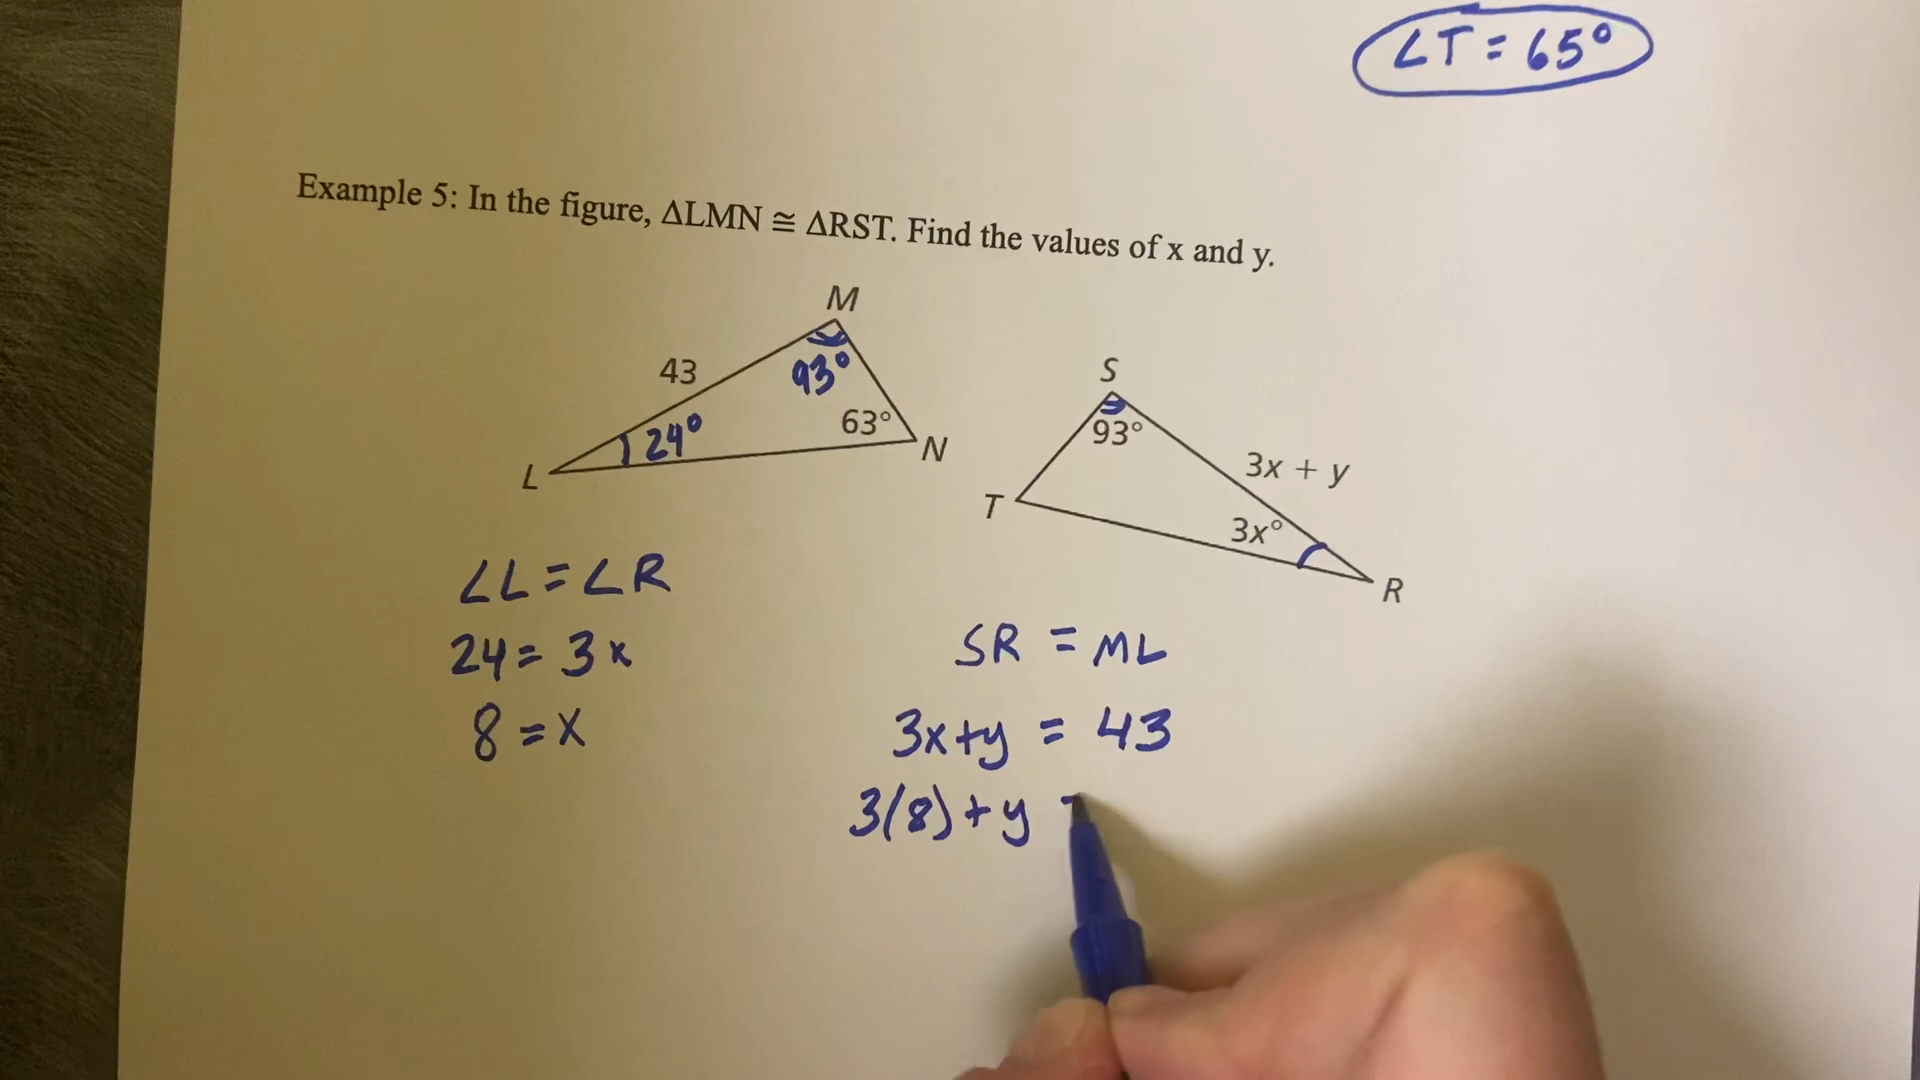 ∠T = 65°
Example 5: In the figure, ΔLMN ≅ ΔRST. Find the values of x and y.
M
43
93°
63°
24°
L
N
S
93°
3x + y
T
3x°
R
∠L = ∠R
24 = 3x
8 = x
SR = ML
3x+y = 43
3(8) + y =